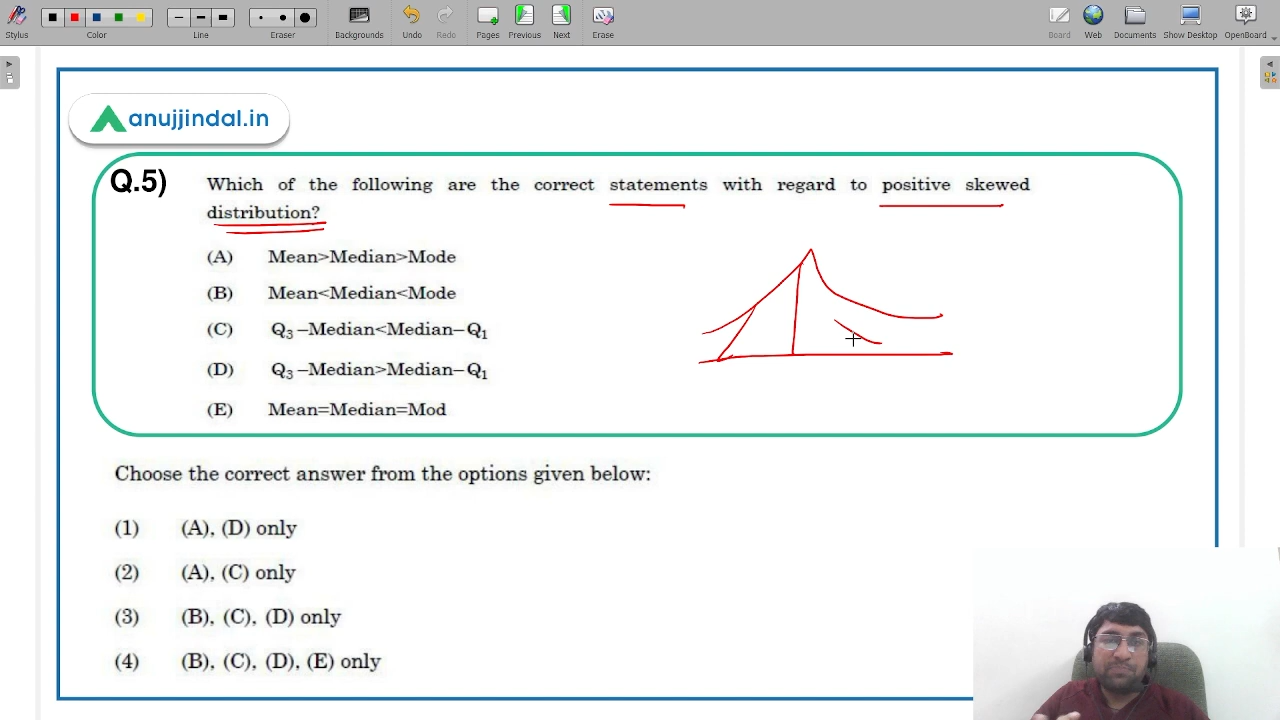 Stylus
Color
Line
Eraser
Backgrounds
Undo
Redo
Pages
Previous
Next
Erase
Board
Web
Documents
Show Desktop
OpenBoard
anujjindal.in
Q.5) Which of the following are the correct statements with regard to positive skewed
distribution?
(A) Mean>Median>Mode
(B) Mean<Median<Mode
(C) Q₃–Median<Median–Q₁
(D) Q₃–Median>Median–Q₁
(E) Mean=Median=Mod
Choose the correct answer from the options given below:
(1) (A), (D) only
(2) (A), (C) only
(3) (B), (C), (D) only
(4) (B), (C), (D), (E) only